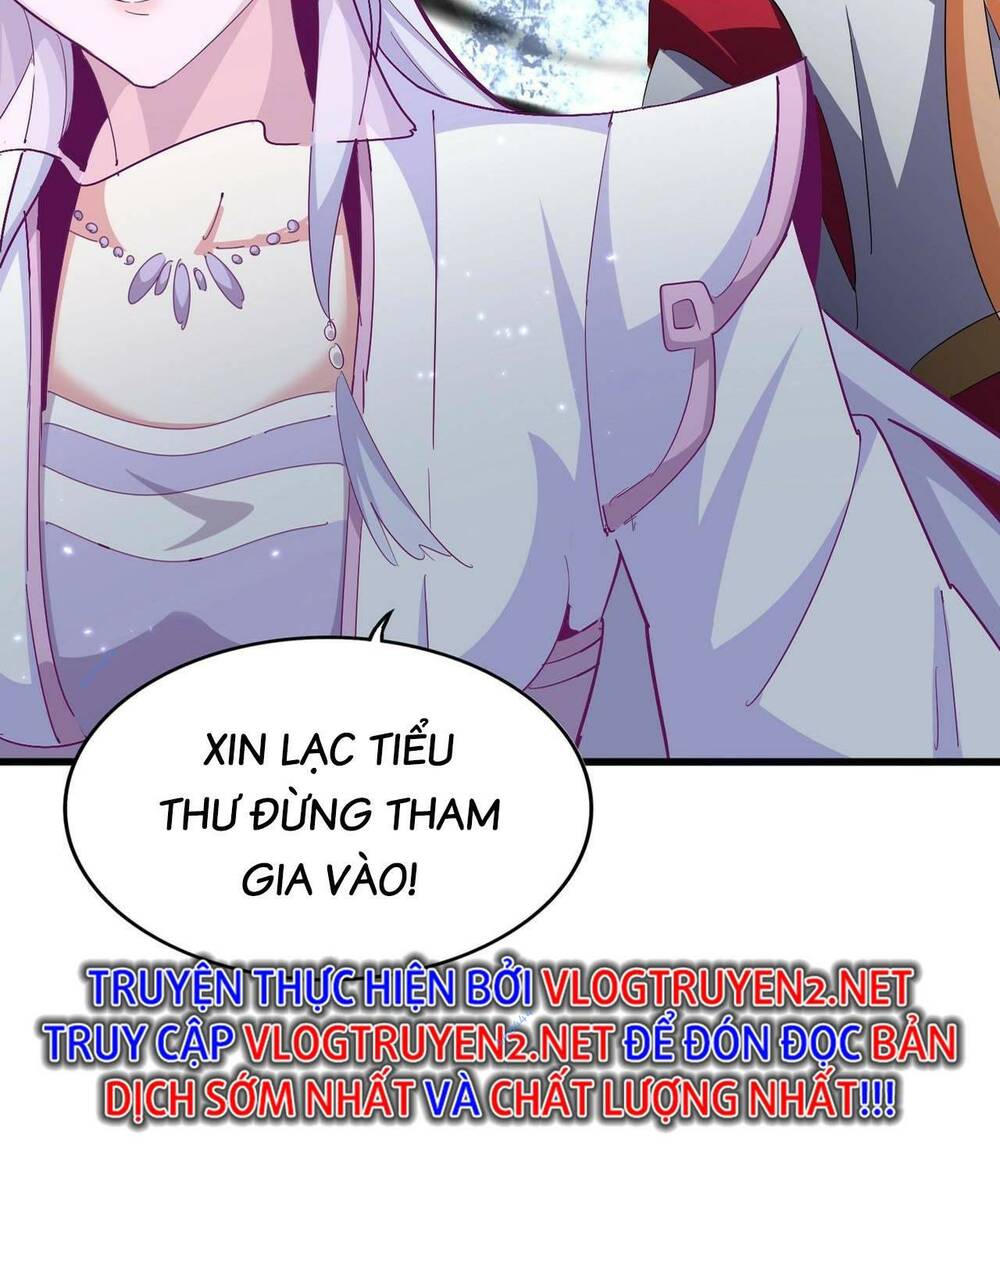 XIN LẠC TIỂU
THƯ ĐỪNG THAM
GIA VÀO!
TRUYỆN THỰC HIỆN BỞI VLOGTRUYEN2.NET
TRUY CẬP VLOGTRUYEN2.NET ĐỂ ĐÓN ĐỌC BẢN
DỊCH SỚM NHẤT VÀ CHẤT LƯỢNG NHẤT!!!